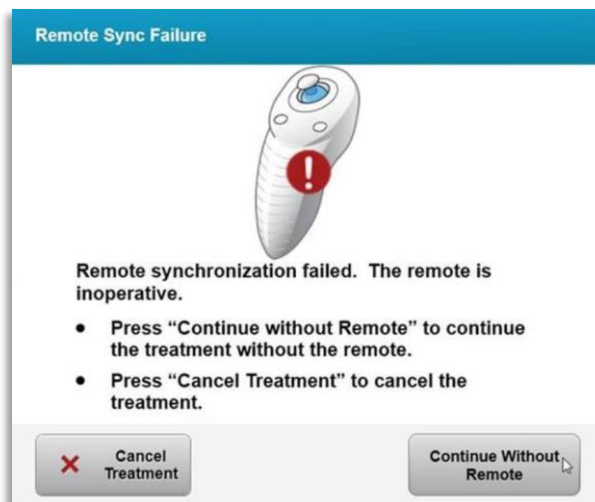 Remote Sync Failure
Remote synchronization failed. The remote is
inoperative.
• Press “Continue without Remote” to continue
the treatment without the remote.
• Press “Cancel Treatment” to cancel the
treatment.
Cancel
Treatment
Continue Without
Remote